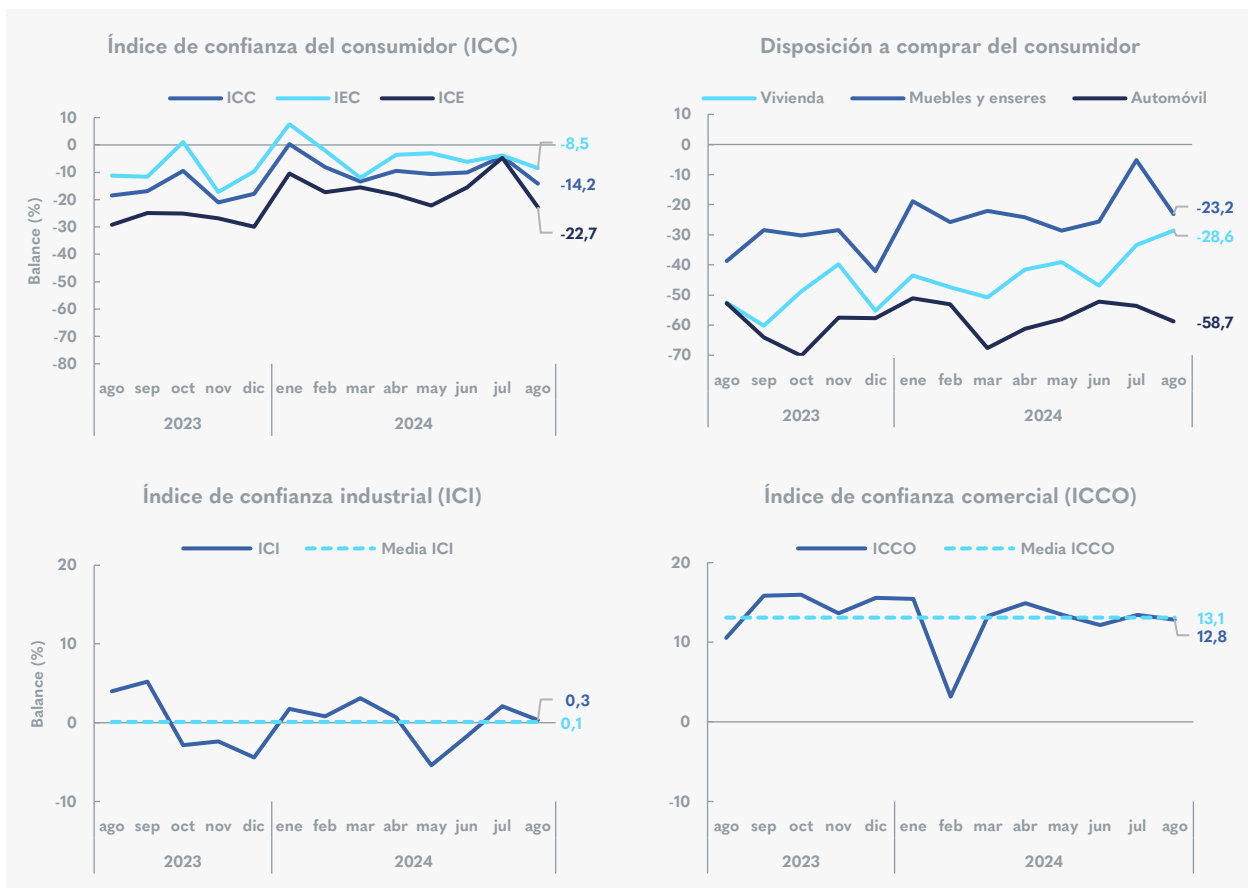 Índice de confianza del consumidor (ICC)
ICC IEC ICE
Balance (%)
10
0
-10
-20
-30
-40
-50
-60
-70
-80
-8,5
-14,2
-22,7
ago sep oct nov dic ene feb mar abr may jun jul ago
2023 2024
Disposición a comprar del consumidor
Vivienda Muebles y enseres Automóvil
10
0
-10
-20
-30
-40
-50
-60
-70
-23,2
-28,6
-58,7
ago sep oct nov dic ene feb mar abr may jun jul ago
2023 2024
Índice de confianza industrial (ICI)
ICI Media ICI
Balance (%)
20
10
0
-10
0,3
0,1
ago sep oct nov dic ene feb mar abr may jun jul ago
2023 2024
Índice de confianza comercial (ICCO)
ICCO Media ICCO
20
10
0
-10
13,1
12,8
ago sep oct nov dic ene feb mar abr may jun jul ago
2023 2024